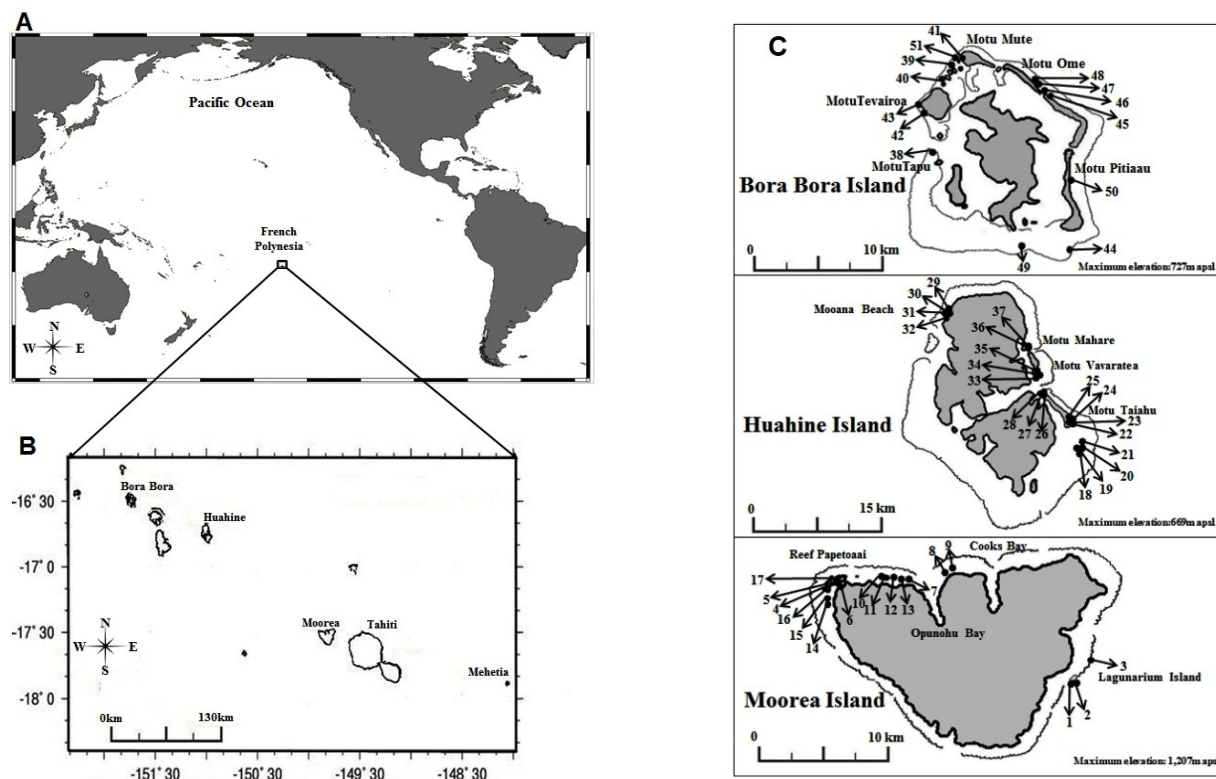 A
Pacific Ocean
French
Polynesia
N
W E
S
B
Bora Bora
Huahine
Moorea
Tahiti
Mehetia
-16˚ 30
-17˚ 0
-17˚ 30
-18˚ 0
N
W E
S
0km 130km
-151˚ 30 -150˚ 30 -149˚ 30 -148˚ 30
C
41
Motu Mute
51
39
40
Motu Ome
48
47
46
45
MotuTevairoa
43
42
38
MotuTapu
Motu Pitiaau
50
Bora Bora Island
0 10 km
49
44
Maximum elevation:727mapsl
29
30
31
32
Mooana Beach
37
36
35
34
33
Motu Mahare
Motu Vavaratea
25
24
Motu Taiahu
23
22
21
20
19
18
28
27
26
Huahine Island
0 15 km
Maximum elevation:669mapsl
Reef Papetoaai
8
9
Cooks Bay
17
5
4
16
15
14
6
10
11
12
13
7
Opunohu Bay
3
Lagunarium Island
1
2
Moorea Island
0 10 km
Maximum elevation: 1,207mapsl